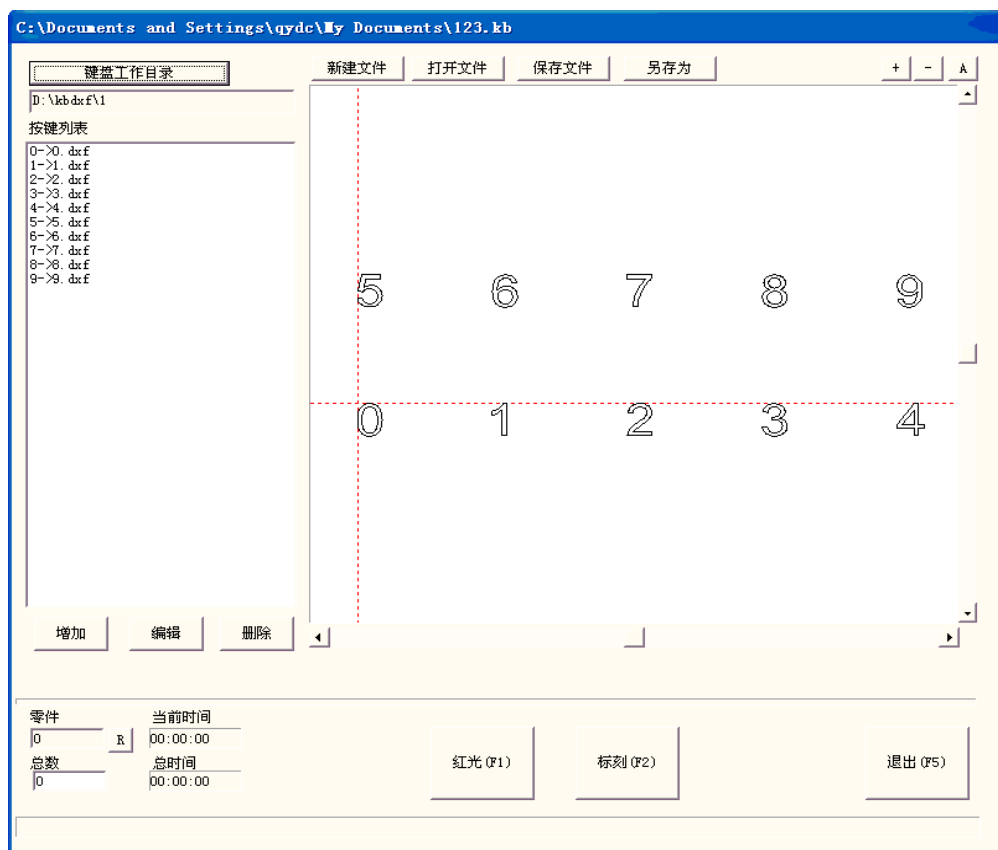 C:\Documents and Settings\qydc\My Documents\123.kb
键盘工作目录
新建文件 打开文件 保存文件 另存为 + - A
D:\kbdxf\1
按键列表
0->0.dxf
1->1.dxf
2->2.dxf
3->3.dxf
4->4.dxf
5->5.dxf
6->6.dxf
7->7.dxf
8->8.dxf
9->9.dxf
5 6 7 8 9
0 1 2 3 4
增加 编辑 删除
零件 当前时间
0 R 00:00:00
总数 总时间
0 00:00:00
红光(F1) 标刻(F2) 退出(F5)